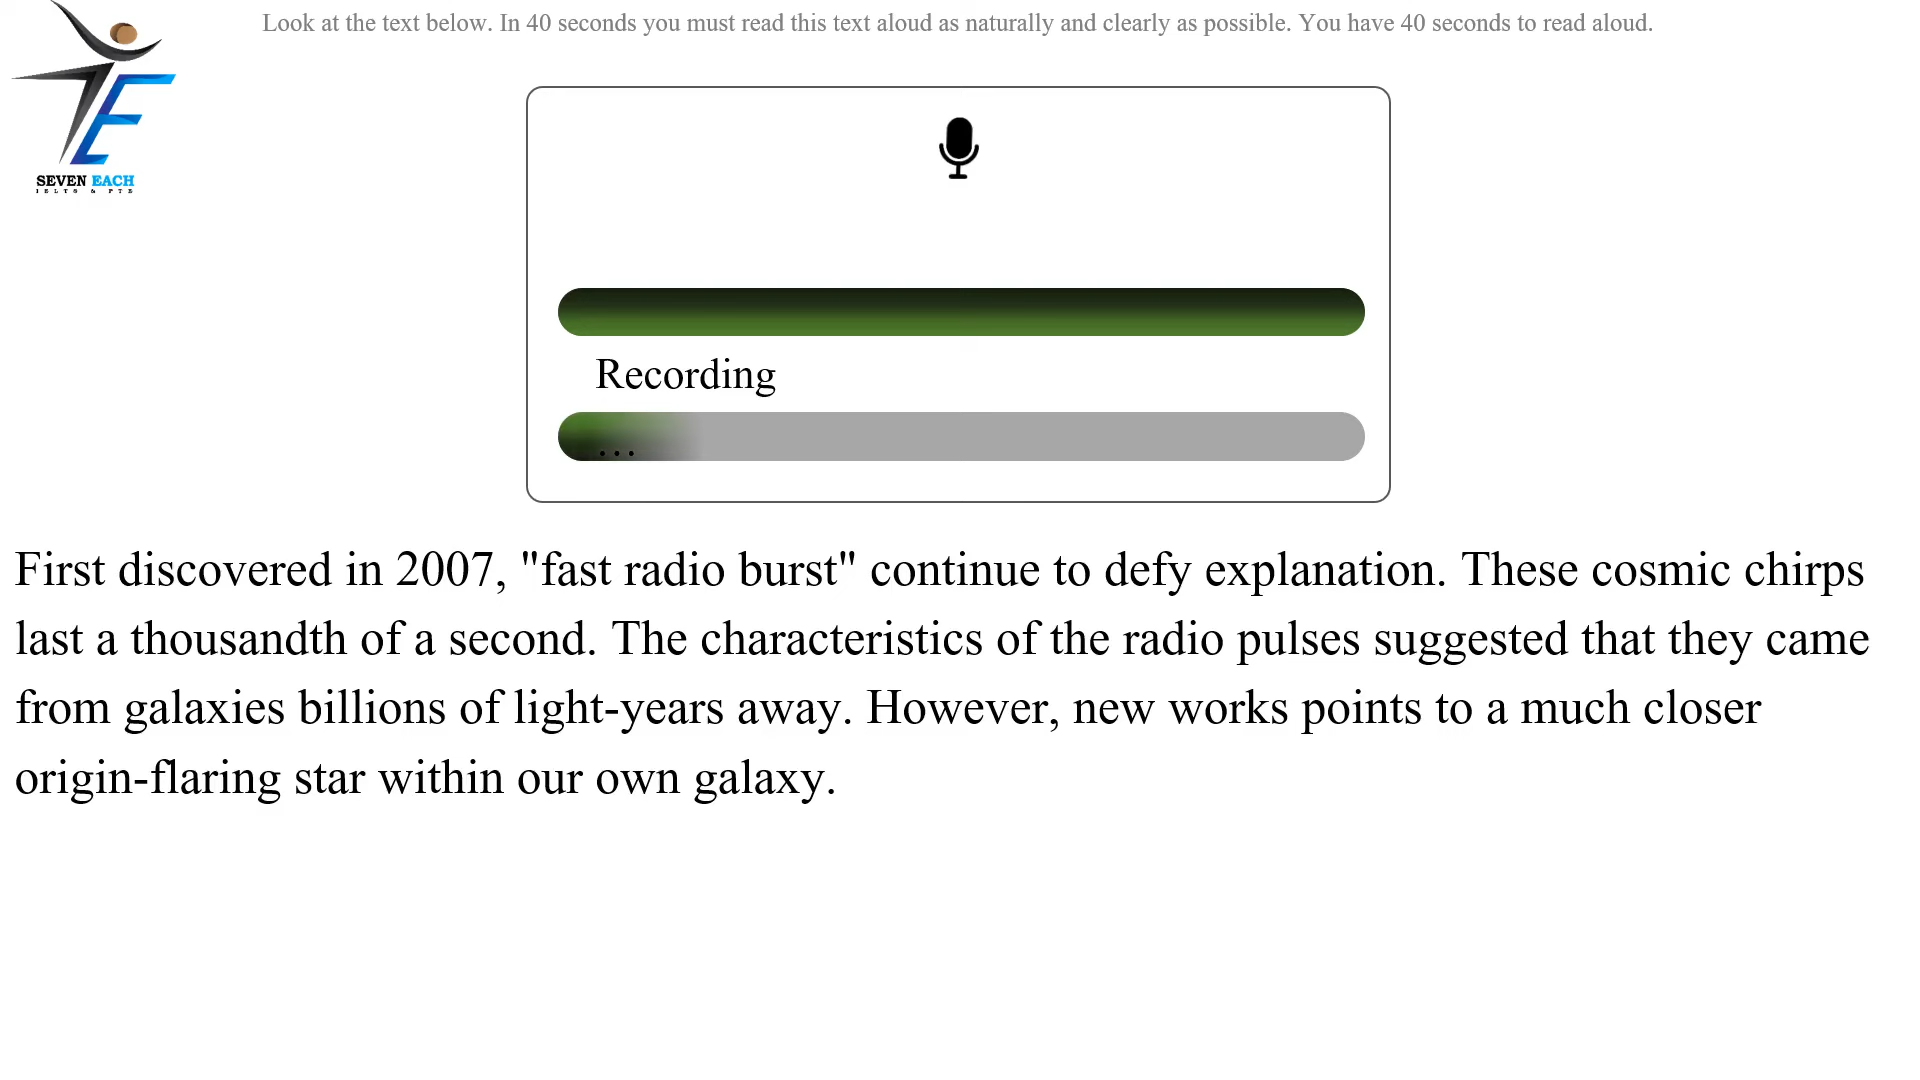 Look at the text below. In 40 seconds you must read this text aloud as naturally and clearly as possible. You have 40 seconds to read aloud.
SEVEN EACH
IELTS & PTE
Recording
...
First discovered in 2007, "fast radio burst" continue to defy explanation. These cosmic chirps
last a thousandth of a second. The characteristics of the radio pulses suggested that they came
from galaxies billions of light-years away. However, new works points to a much closer
origin-flaring star within our own galaxy.